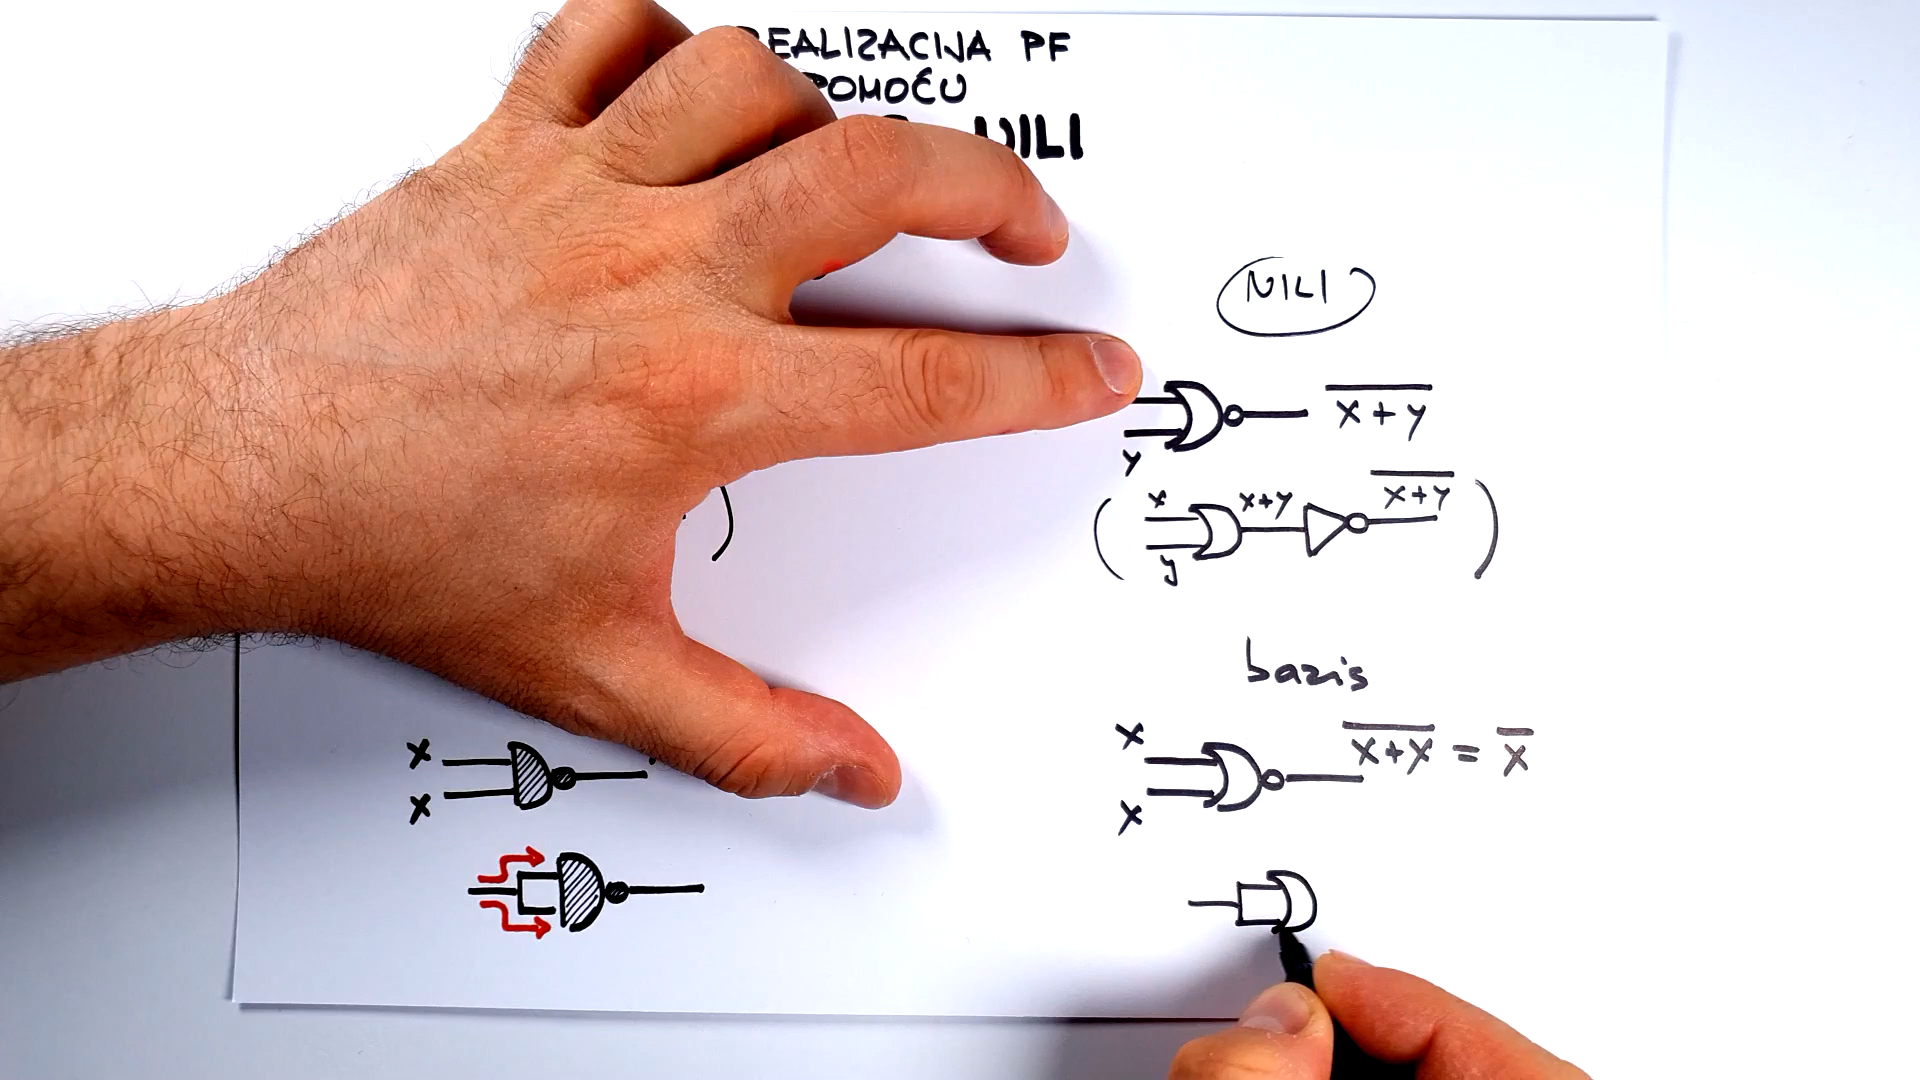 REALIZACIJA PF
POMOĆU
NILI
NILI
x̅+̅y̅
y
x x+y x̅+̅y̅
y
bazis
x x
x̅+̅x̅ = x̅
x x